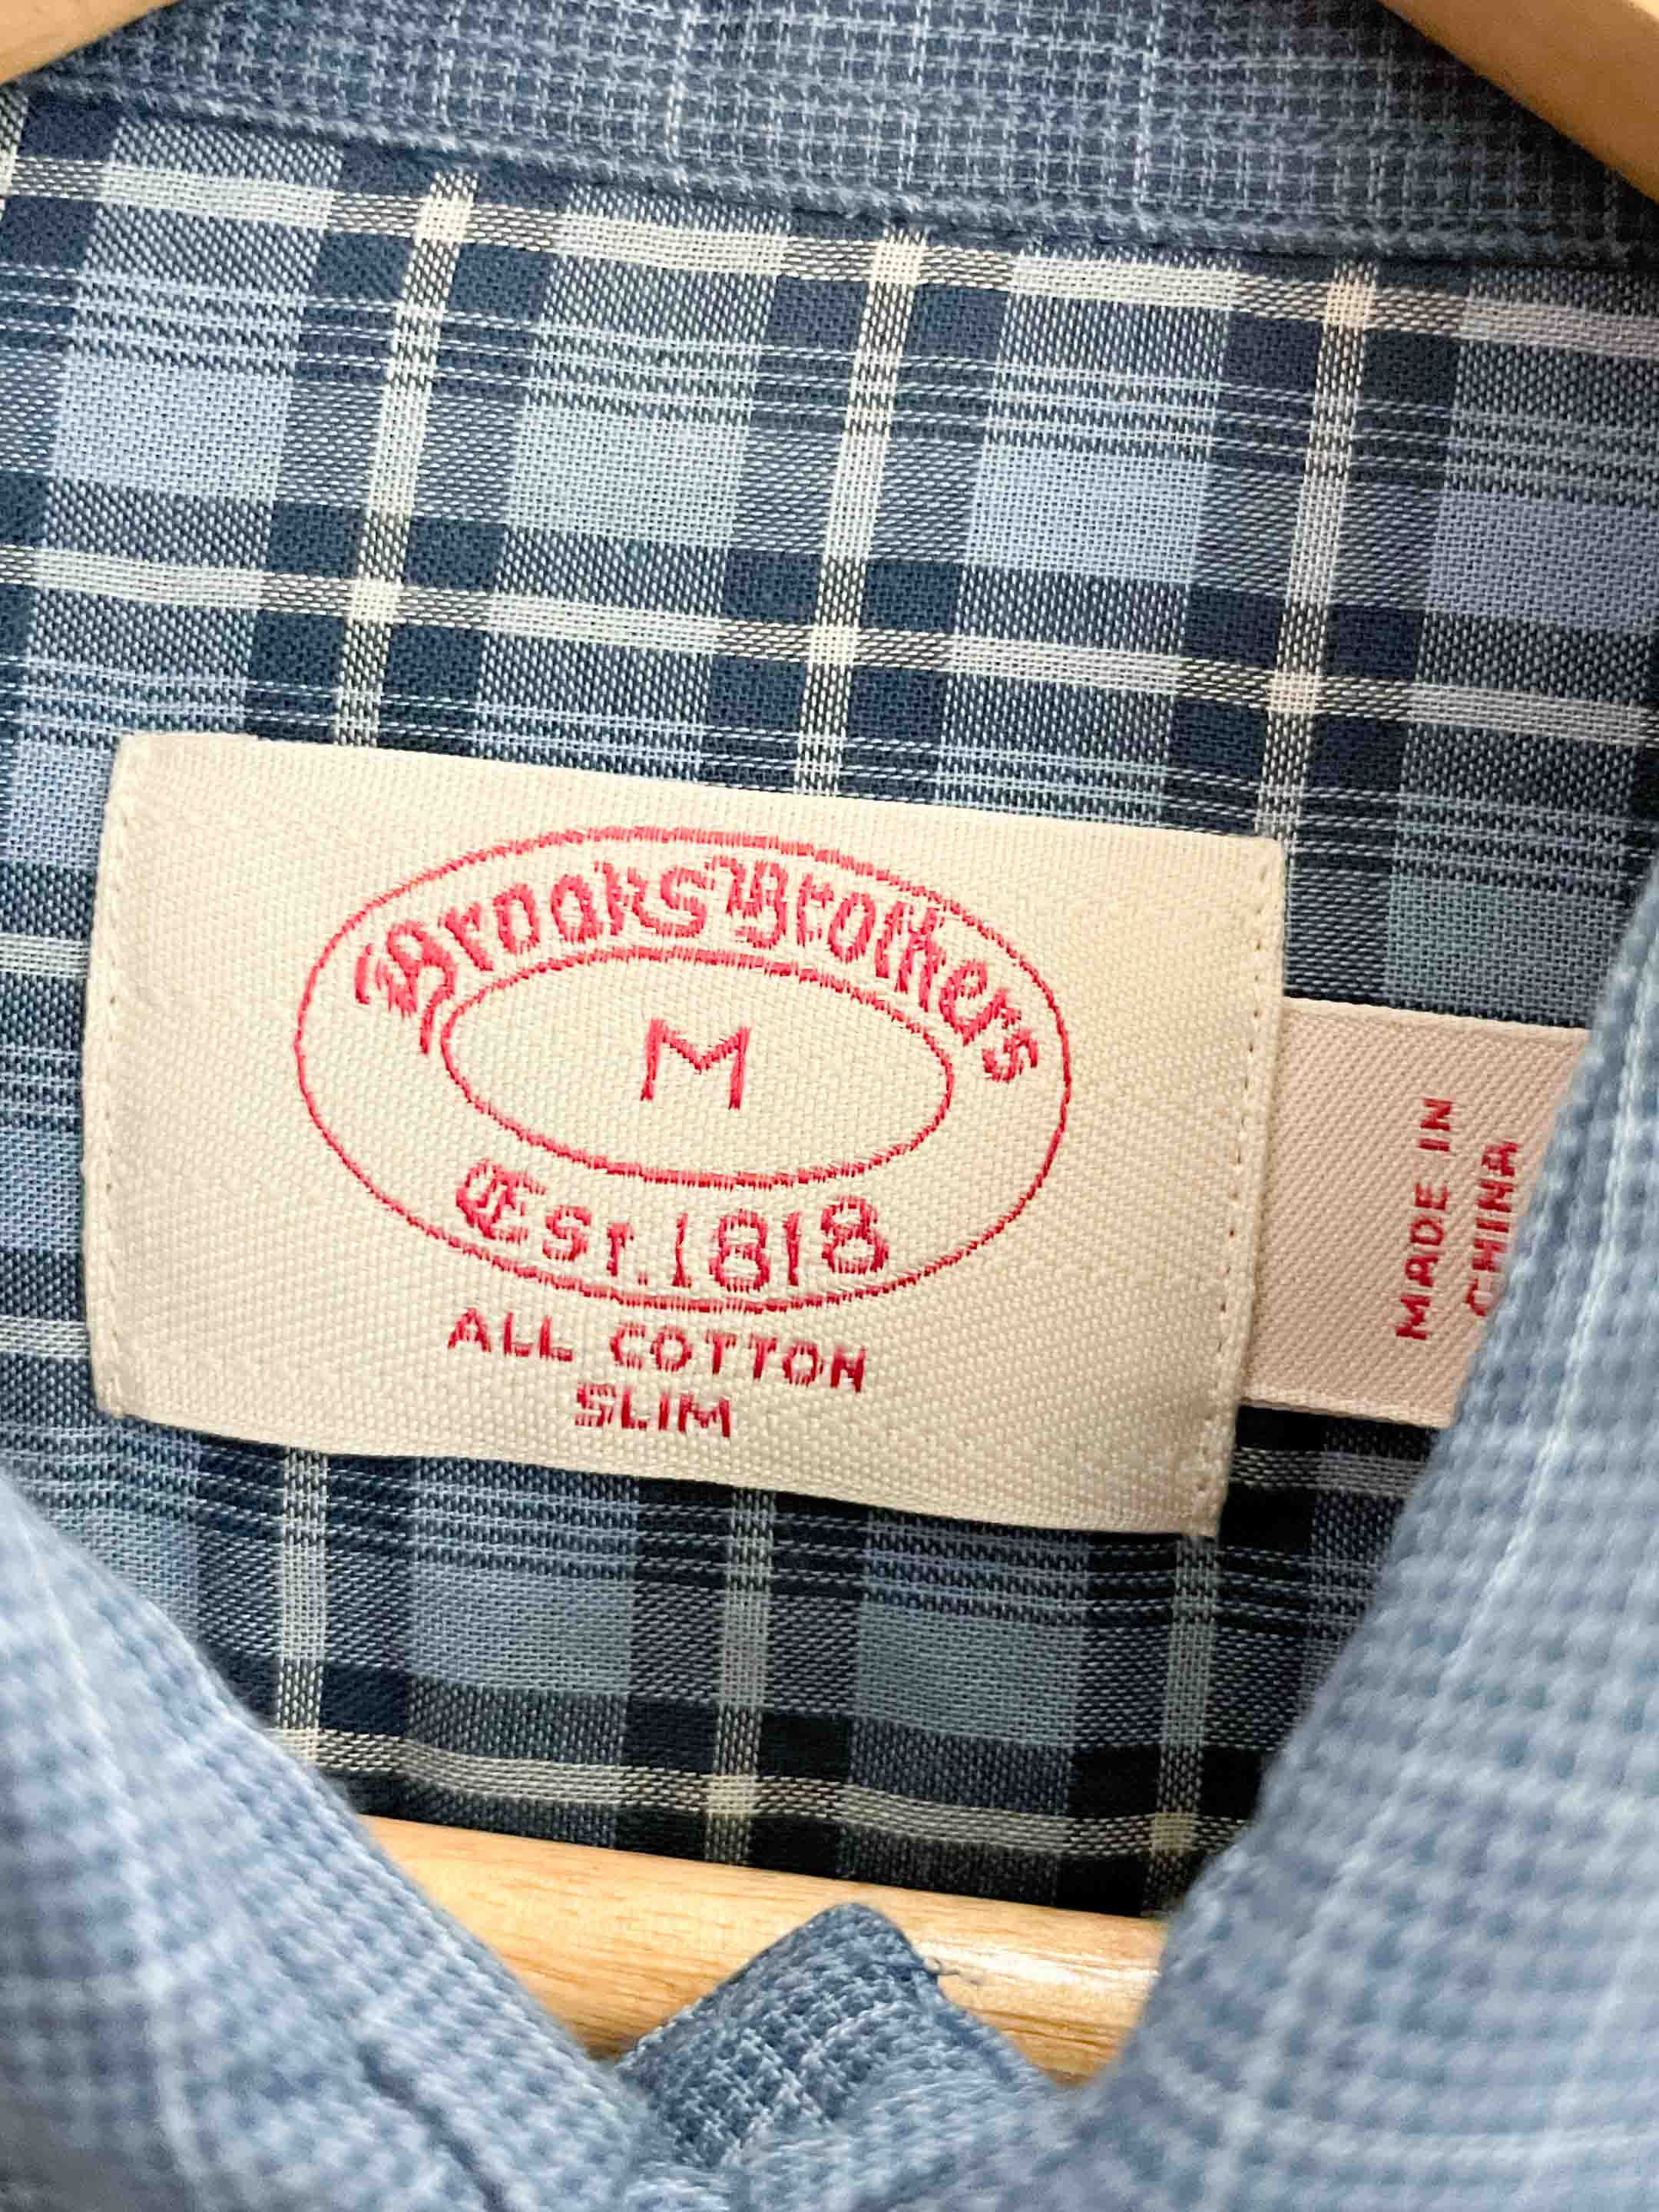 Brooks Brothers
M
Est. 1818
ALL COTTON
SLIM
MADE IN
CHINA